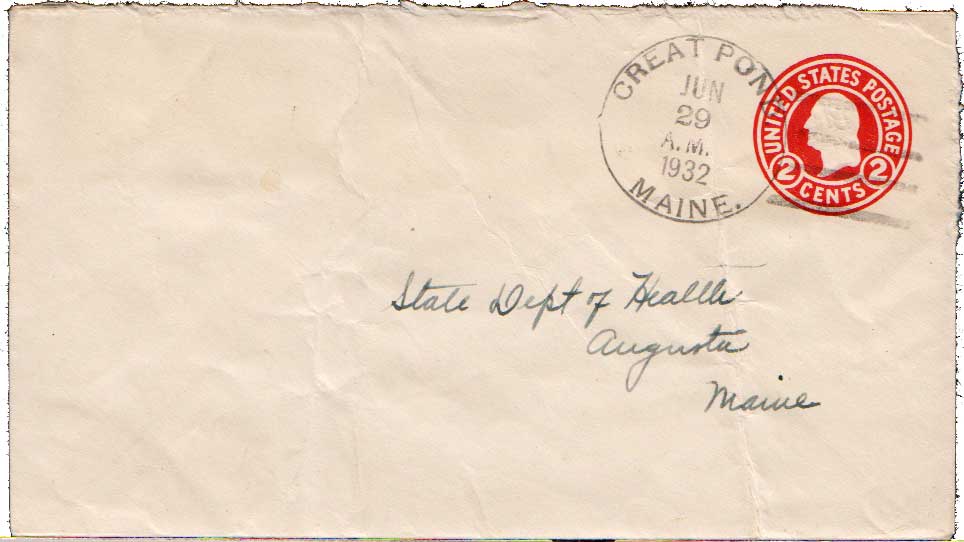 GREAT POND
JUN
29
A.M.
1932
MAINE.
UNITED STATES POSTAGE
2 CENTS 2
State Dept of Health
Augusta
Maine